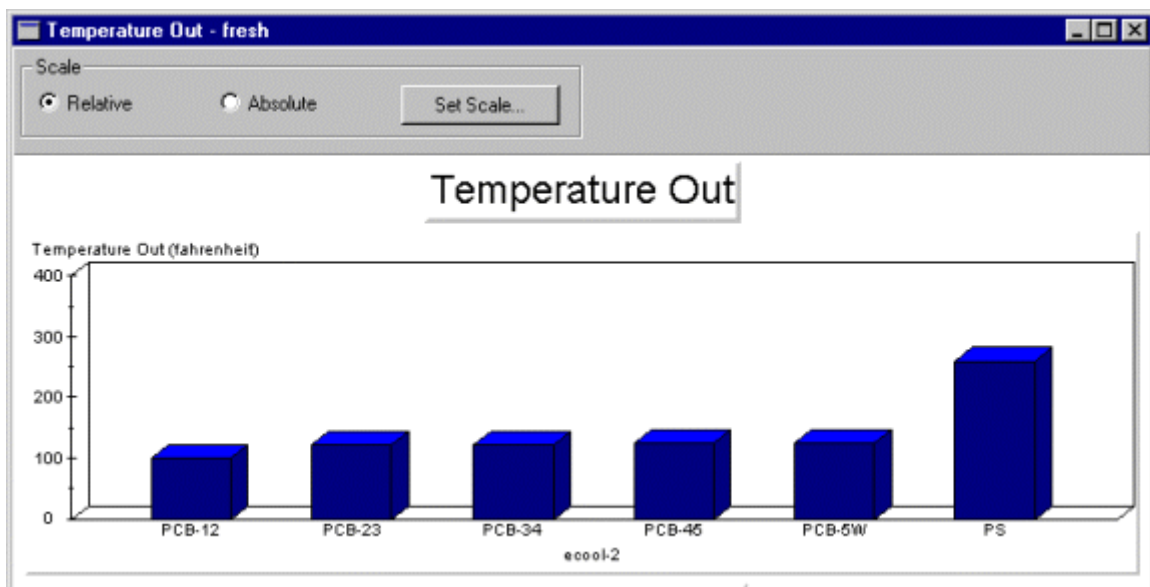 Temperature Out - fresh
Scale
Relative Absolute Set Scale...
Temperature Out
Temperature Out (fahrenheit)
400
300
200
100
0
PCB-12 PCB-23 PCB-34 PCB-45 PCB-5W PS
ecool-2